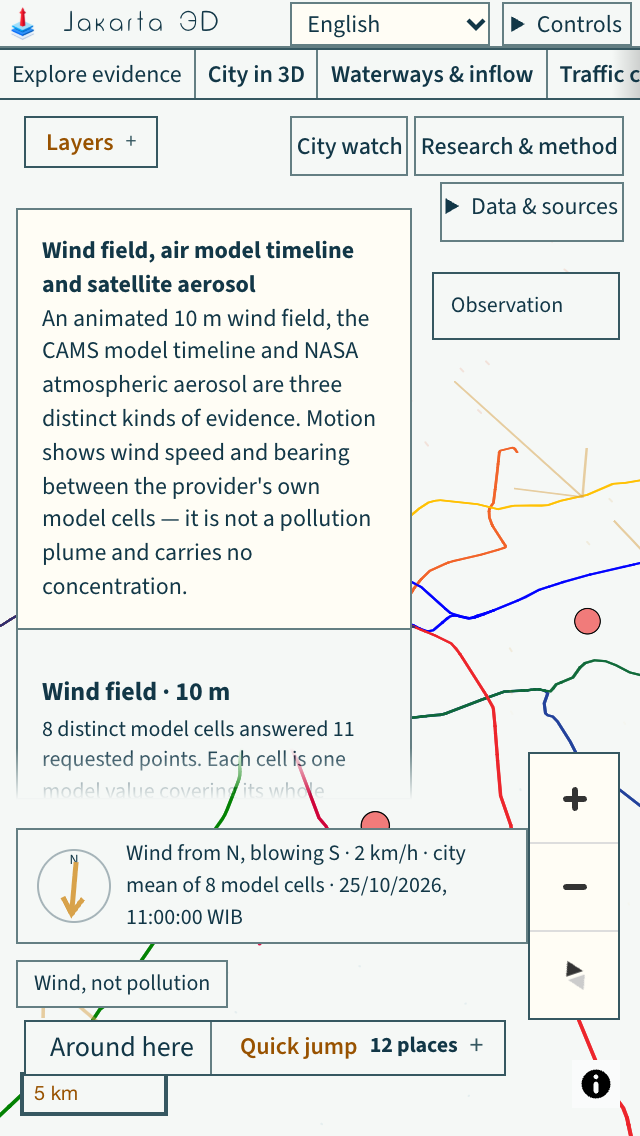 Jakarta 3D
English
Controls
Explore evidence
City in 3D
Waterways & inflow
Traffic c
Layers +
City watch
Research & method
Data & sources
Observation
Wind field, air model timeline
and satellite aerosol
An animated 10 m wind field, the
CAMS model timeline and NASA
atmospheric aerosol are three
distinct kinds of evidence. Motion
shows wind speed and bearing
between the provider's own
model cells — it is not a pollution
plume and carries no
concentration.
Wind field · 10 m
8 distinct model cells answered 11
requested points. Each cell is one
model value covering its whole
N
Wind from N, blowing S · 2 km/h · city
mean of 8 model cells · 25/10/2026,
11:00:00 WIB
Wind, not pollution
Around here
Quick jump 12 places +
5 km